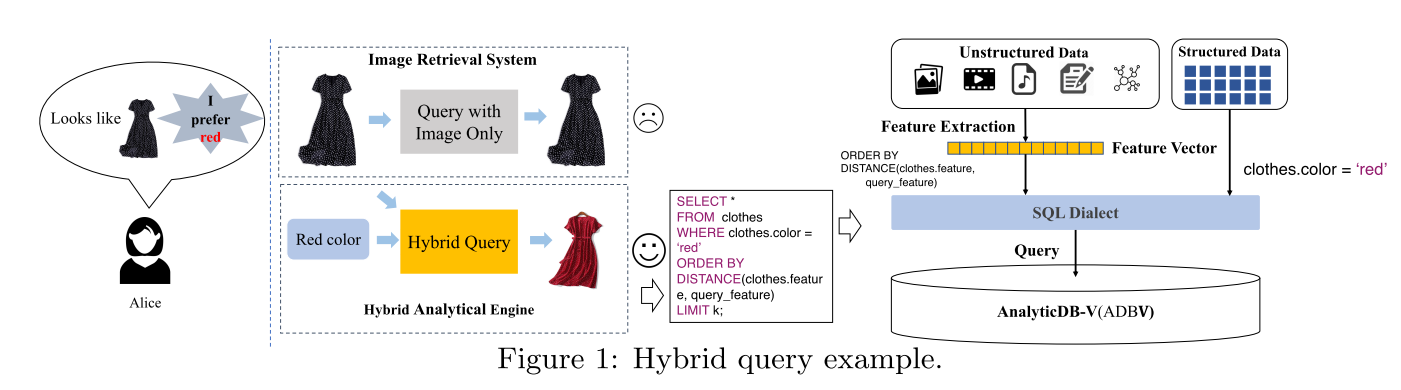 Looks like
I
prefer
red
Alice
Image Retrieval System
Query with
Image Only
Red color
Hybrid Query
Hybrid Analytical Engine
SELECT *
FROM clothes
WHERE clothes.color =
‘red’
ORDER BY
DISTANCE(clothes.featur
e, query_feature)
LIMIT k;
Unstructured Data
Structured Data
Feature Extraction
Feature Vector
ORDER BY
DISTANCE(clothes.feature,
query_feature)
clothes.color = ‘red’
SQL Dialect
Query
AnalyticDB-V(ADBV)
Figure 1: Hybrid query example.